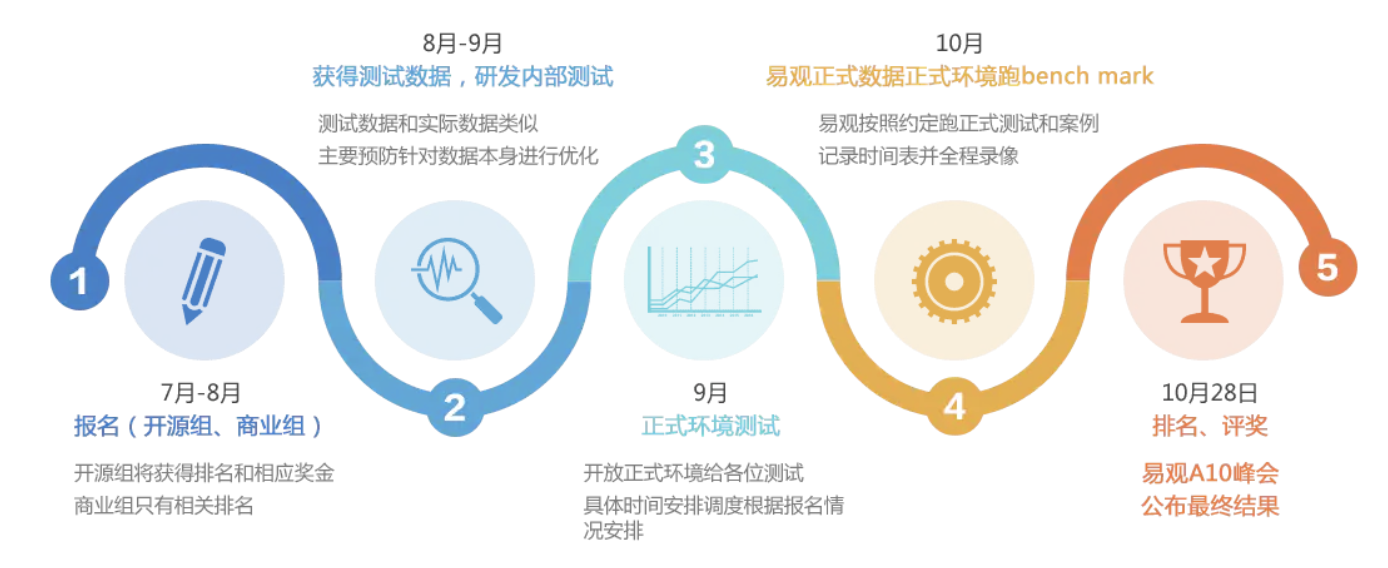 1
7月-8月
报名（开源组、商业组）
开源组将获得排名和相应奖金
商业组只有相关排名
8月-9月
获得测试数据，研发内部测试
测试数据和实际数据类似
主要预防针对数据本身进行优化
2
3
9月
正式环境测试
开放正式环境给各位测试
具体时间安排调度根据报名情
况安排
10月
易观正式数据正式环境跑bench mark
易观按照约定跑正式测试和案例
记录时间表并全程录像
4
5
10月28日
排名、评奖
易观A10峰会
公布最终结果